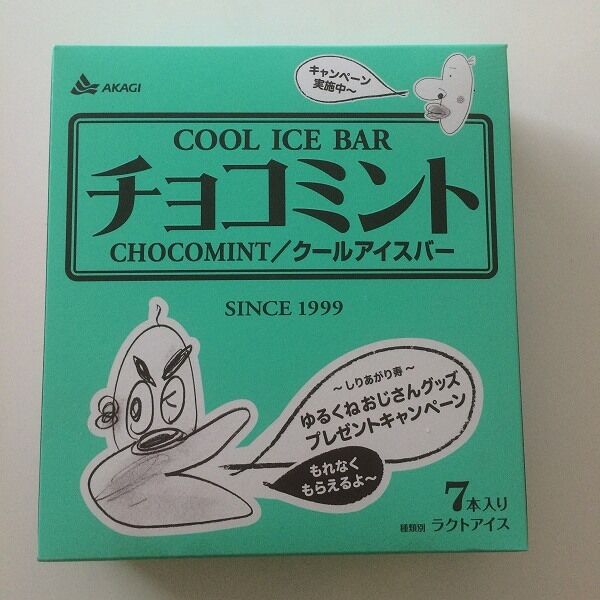 AKAGI
キャンペーン
実施中～
COOL ICE BAR
チョコミント
CHOCOMINT／クールアイスバー
SINCE 1999
～しりあがり寿～
ゆるくねおじさんグッズ
プレゼントキャンペーン
もれなく
もらえるよ～
7本入り
種類別 ラクトアイス